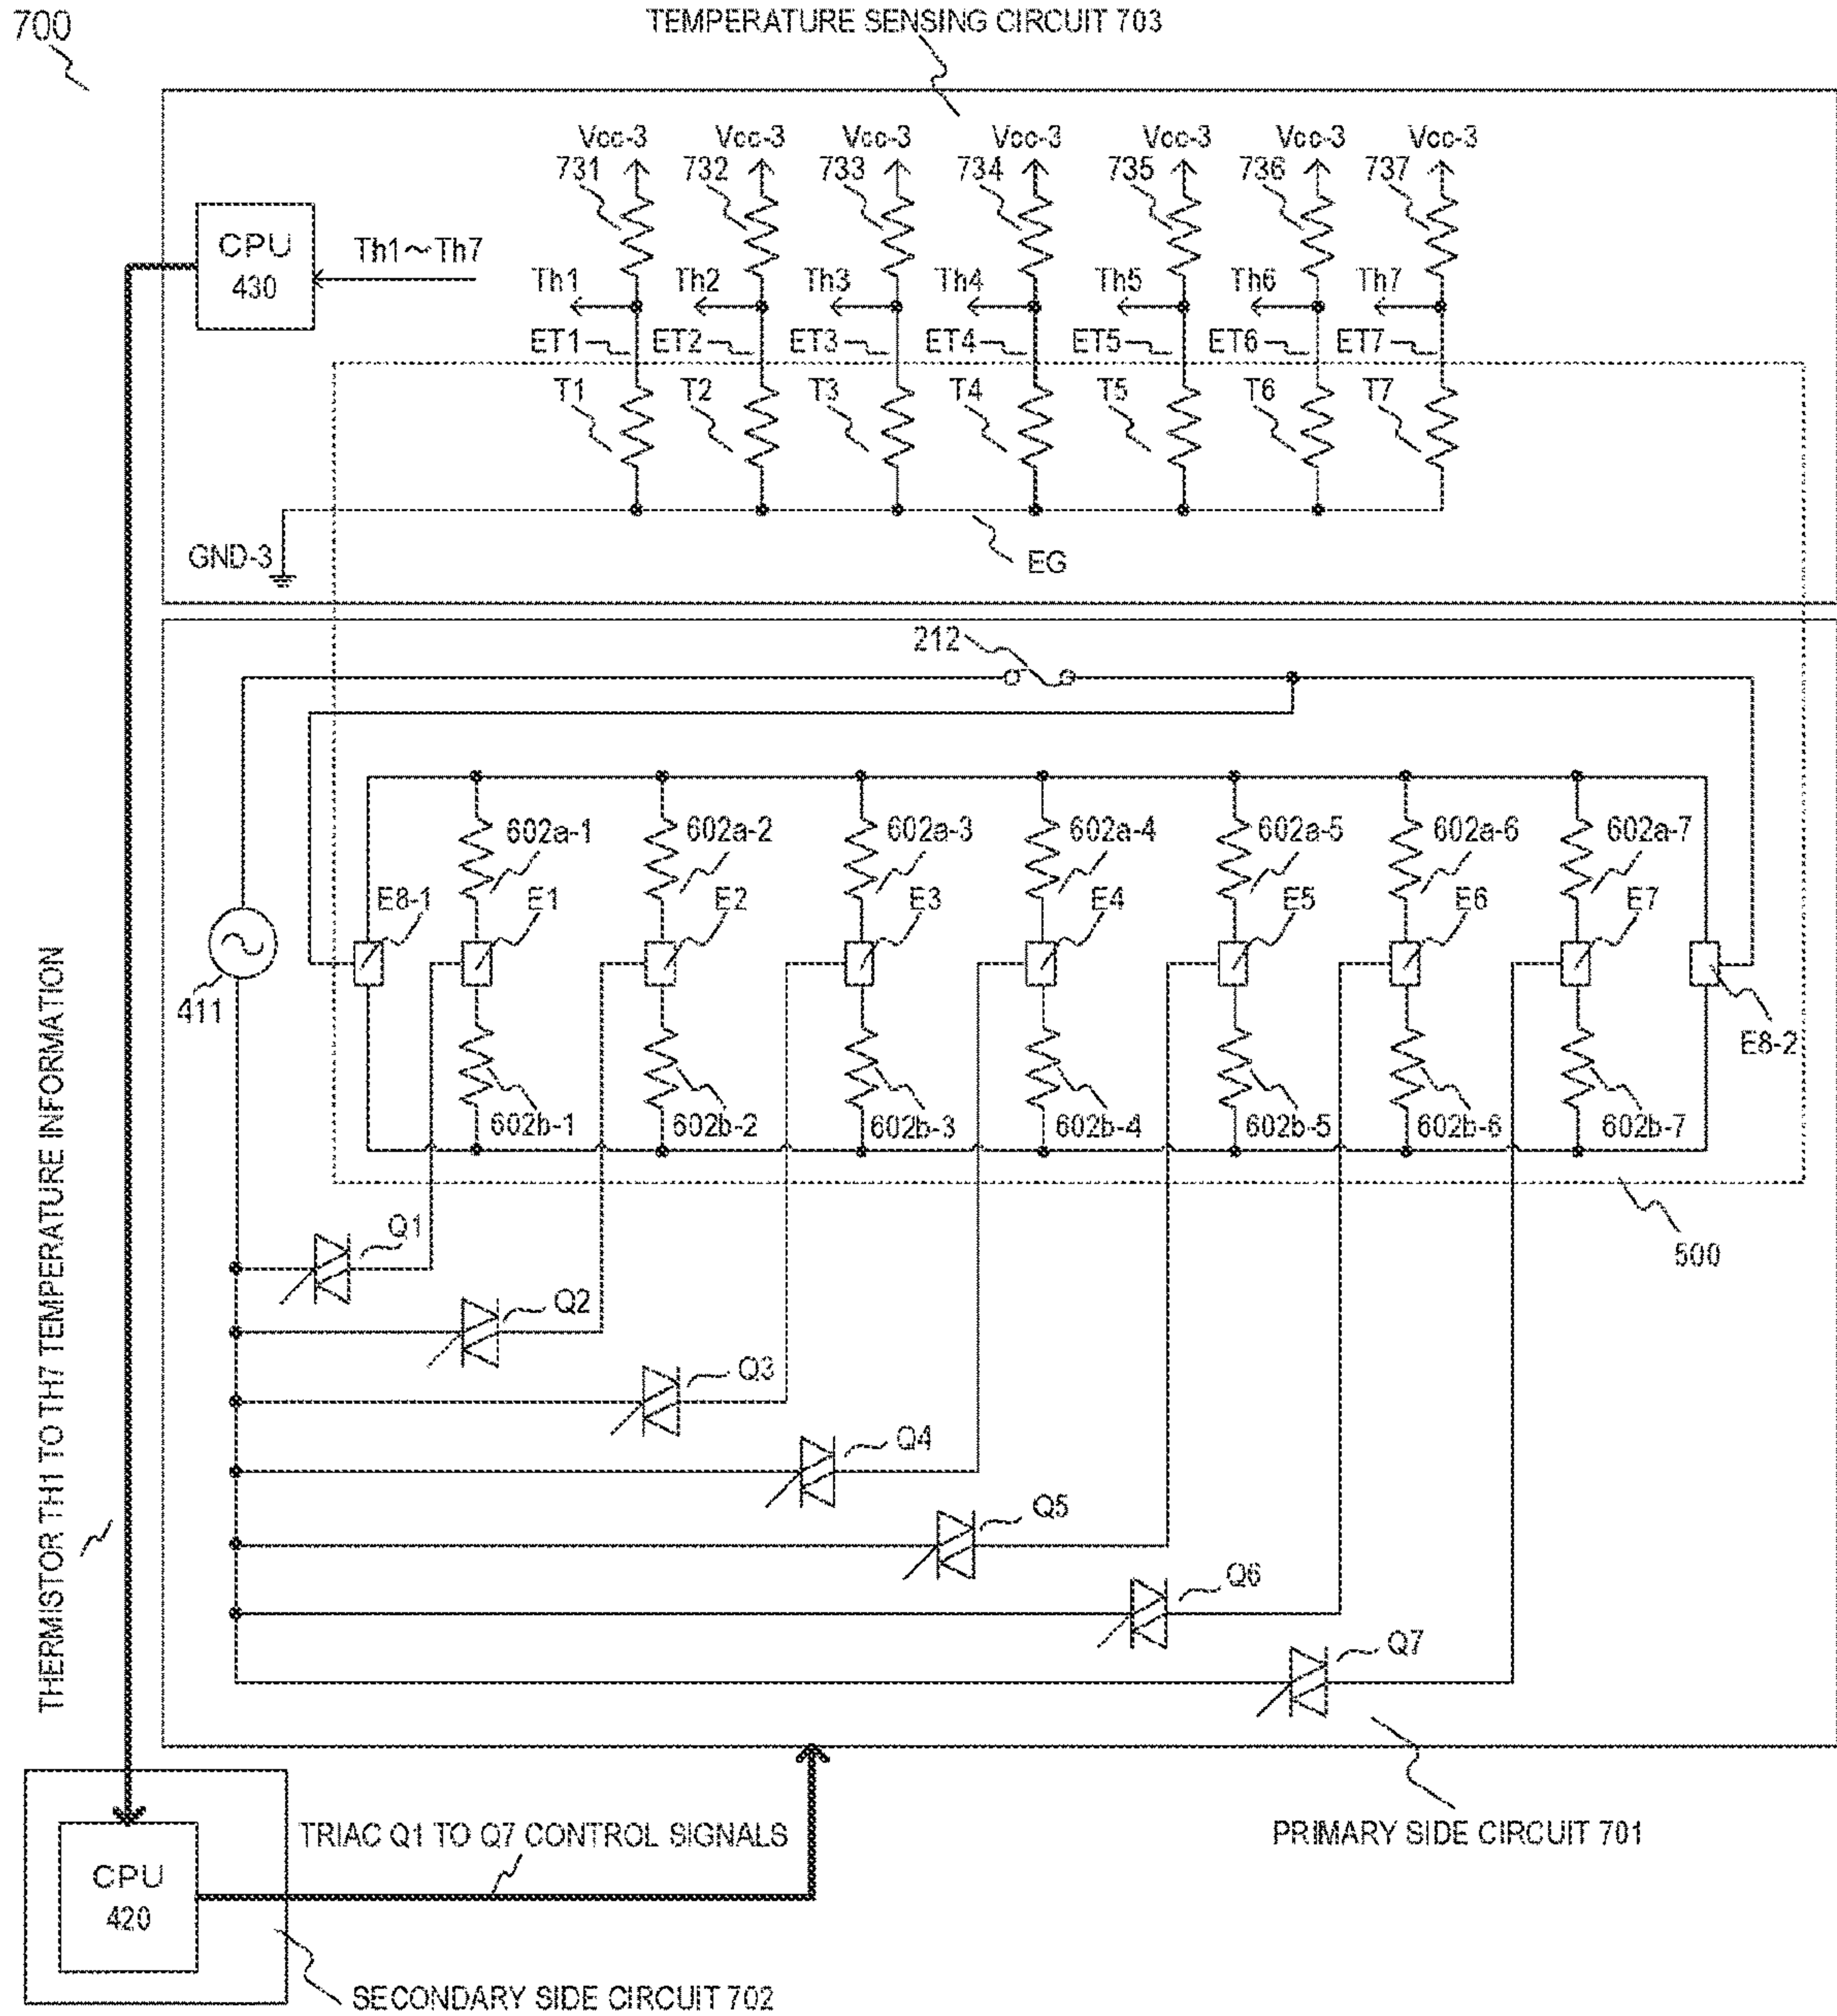 700
TEMPERATURE SENSING CIRCUIT 703
Vcc-3 Vcc-3 Vcc-3 Vcc-3 Vcc-3 Vcc-3 Vcc-3
731 732 733 734 735 736 737
CPU
430
Th1~Th7
Th1 Th2 Th3 Th4 Th5 Th6 Th7
ET1 ET2 ET3 ET4 ET5 ET6 ET7
T1 T2 T3 T4 T5 T6 T7
GND-3
EG
212
602a-1 602a-2 602a-3 602a-4 602a-5 602a-6 602a-7
E8-1 E1 E2 E3 E4 E5 E6 E7
411
E8-2
602b-1 602b-2 602b-3 602b-4 602b-5 602b-6 602b-7
500
Q1
Q2
Q3
Q4
Q5
Q6
Q7
THERMISTOR TH1 TO TH7 TEMPERATURE INFORMATION
TRIAC Q1 TO Q7 CONTROL SIGNALS
PRIMARY SIDE CIRCUIT 701
CPU
420
SECONDARY SIDE CIRCUIT 702